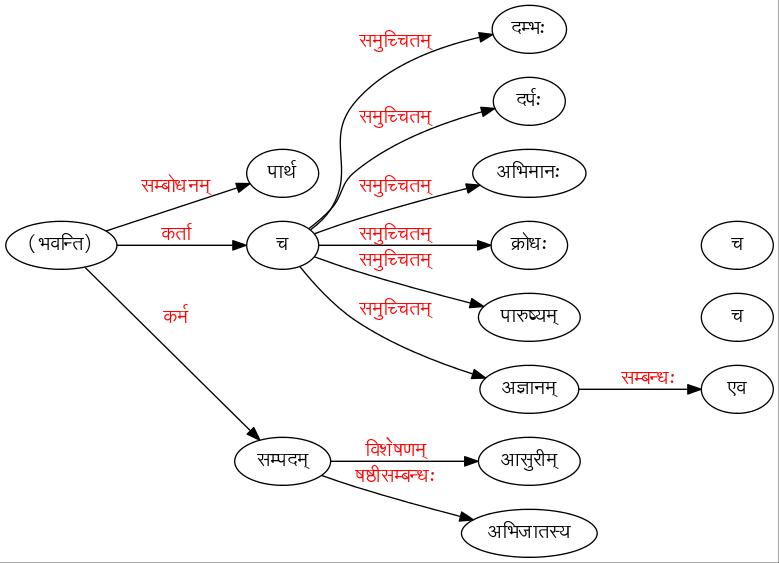 समुच्चितम्
दम्भः
समुच्चितम्
दर्पः
सम्बोधनम्
पार्थ
समुच्चितम्
अभिमानः
(भवन्ति)
कर्ता
च
समुच्चितम्
क्रोधः
च
समुच्चितम्
पारुष्यम्
च
कर्म
समुच्चितम्
अज्ञानम्
सम्बन्धः
एव
सम्पदम्
विशेषणम्
आसुरीम्
षष्ठीसम्बन्धः
अभिजातस्य